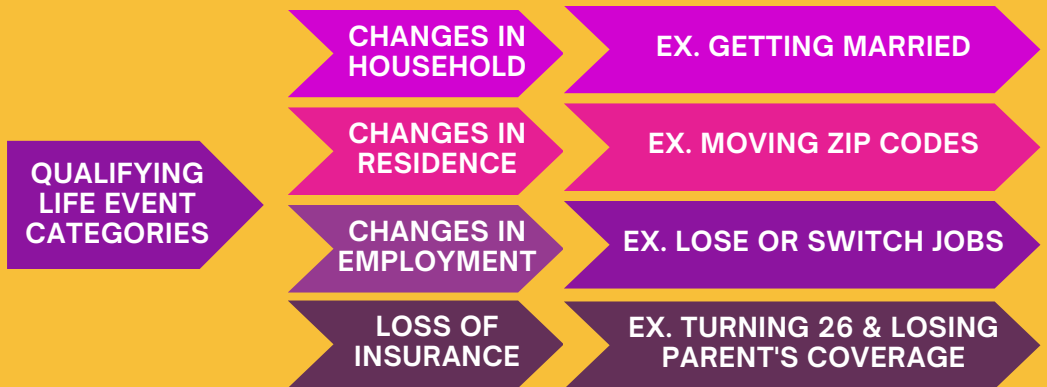 QUALIFYING
LIFE EVENT
CATEGORIES
CHANGES IN
HOUSEHOLD
EX. GETTING MARRIED
CHANGES IN
RESIDENCE
EX. MOVING ZIP CODES
CHANGES IN
EMPLOYMENT
EX. LOSE OR SWITCH JOBS
LOSS OF
INSURANCE
EX. TURNING 26 & LOSING
PARENT'S COVERAGE